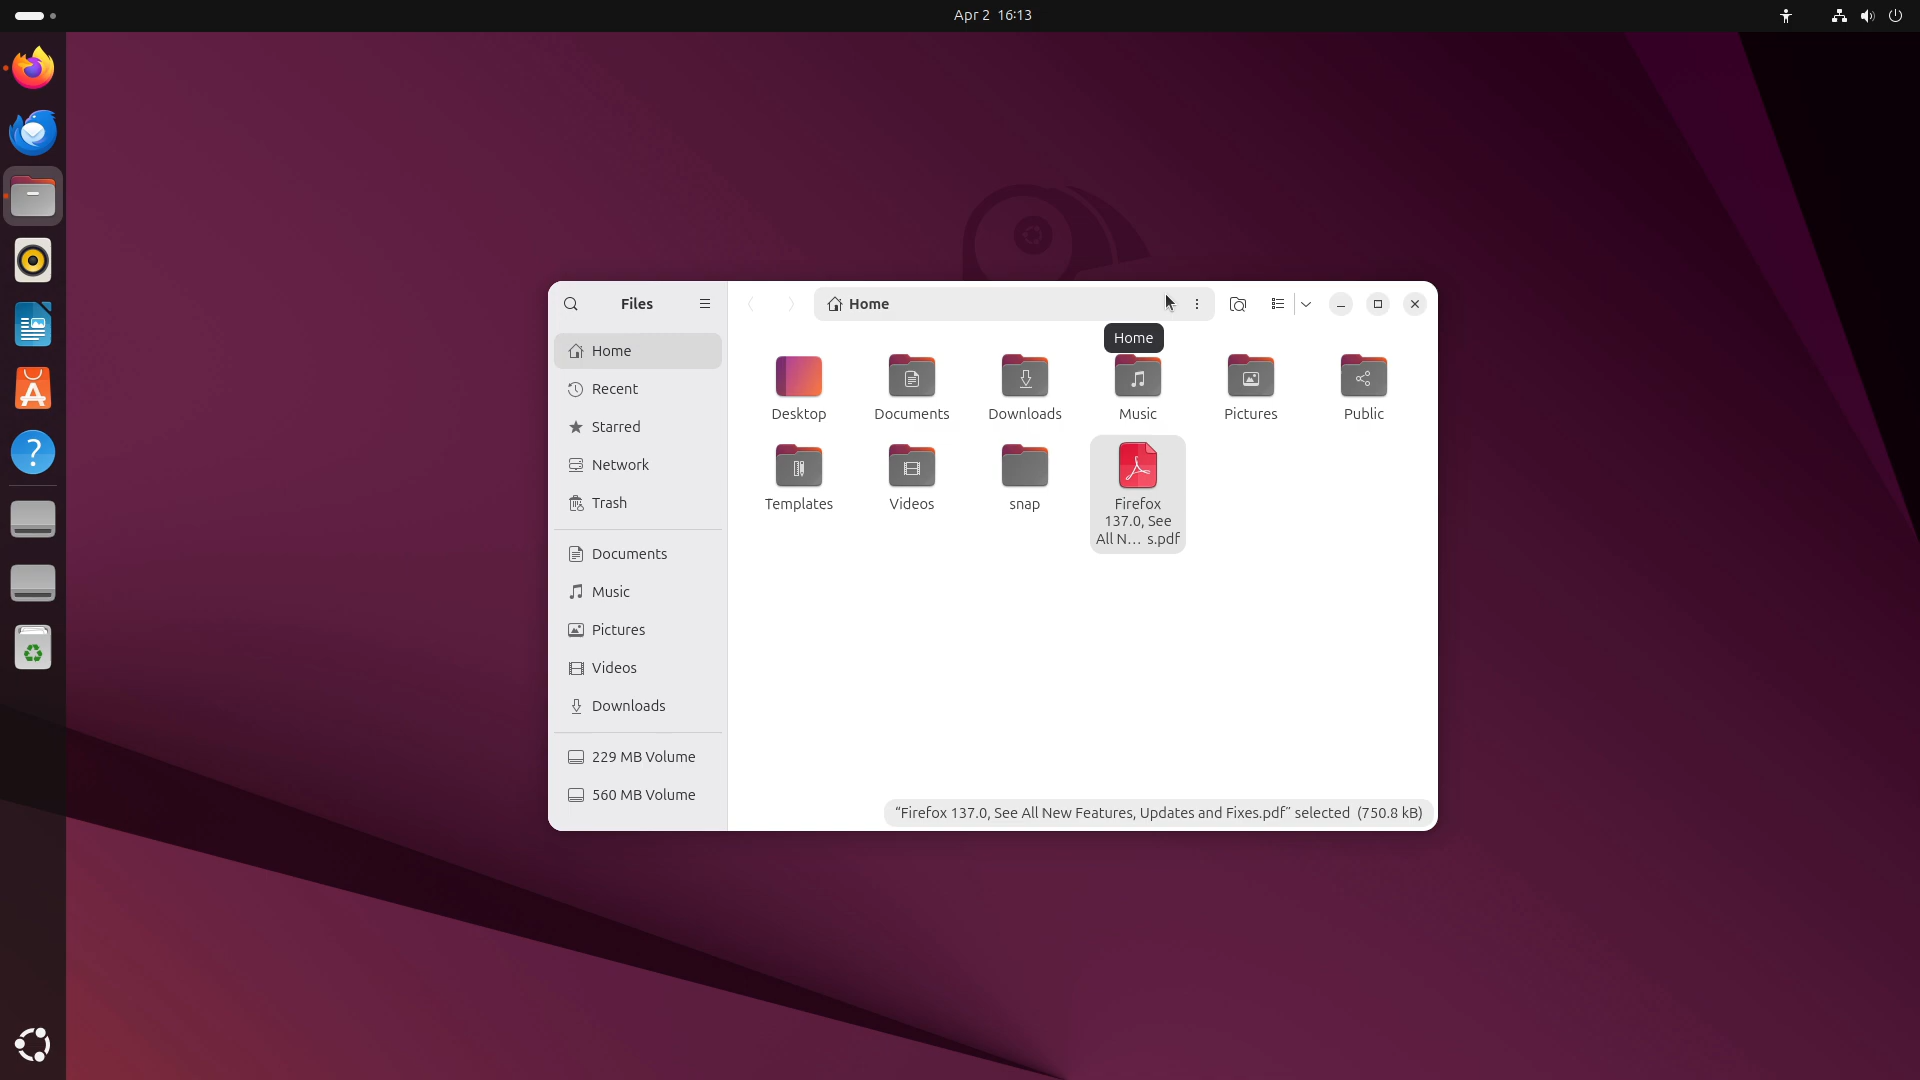 Apr 2 16:13
Files
Home
Home
Home
Recent
Starred
Network
Trash
Documents
Music
Pictures
Videos
Downloads
229 MB Volume
560 MB Volume
Desktop
Documents
Downloads
Music
Pictures
Public
Templates
Videos
snap
Firefox
137.0, See
All N… s.pdf
“Firefox 137.0, See All New Features, Updates and Fixes.pdf” selected (750.8 kB)